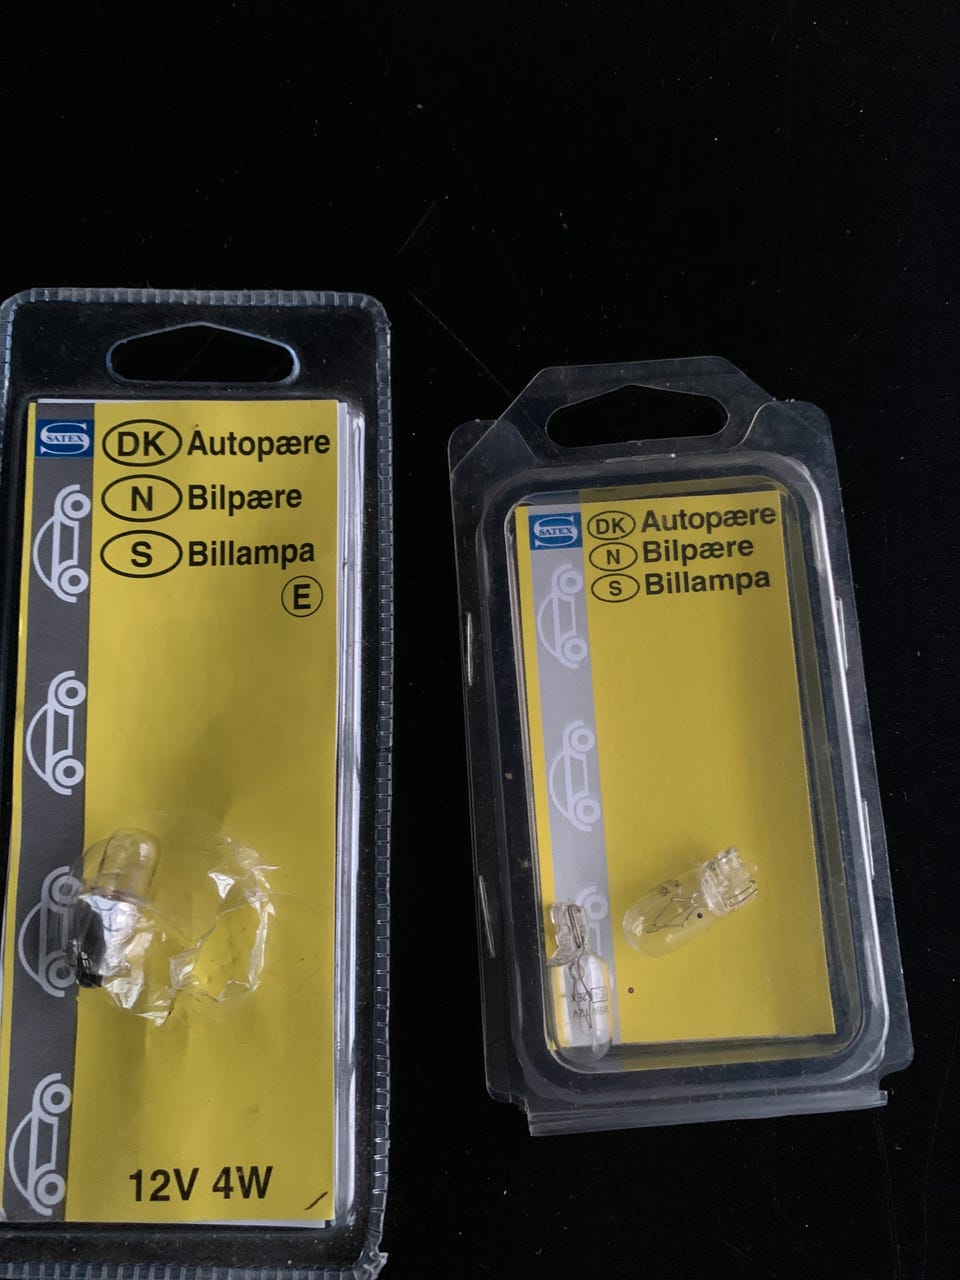 SATEX
DK Autopære
N Bilpære
S Billampa
E
12V 4W
SATEX
DK Autopære
N Bilpære
S Billampa